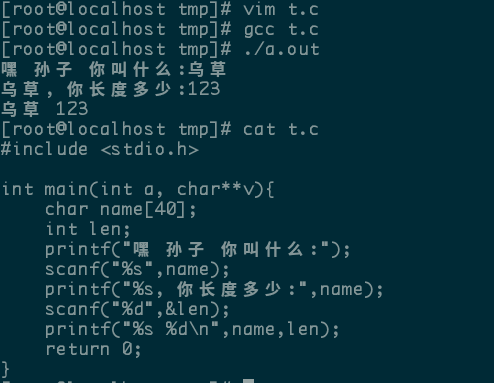 [root@localhost tmp]# vim t.c
[root@localhost tmp]# gcc t.c
[root@localhost tmp]# ./a.out
嘿 孙子 你叫什么:乌草
乌草, 你长度多少:123
乌草 123
[root@localhost tmp]# cat t.c
#include <stdio.h>
int main(int a, char**v){
    char name[40];
    int len;
    printf("嘿 孙子 你叫什么:");
    scanf("%s",name);
    printf("%s, 你长度多少:",name);
    scanf("%d",&len);
    printf("%s %d\n",name,len);
    return 0;
}